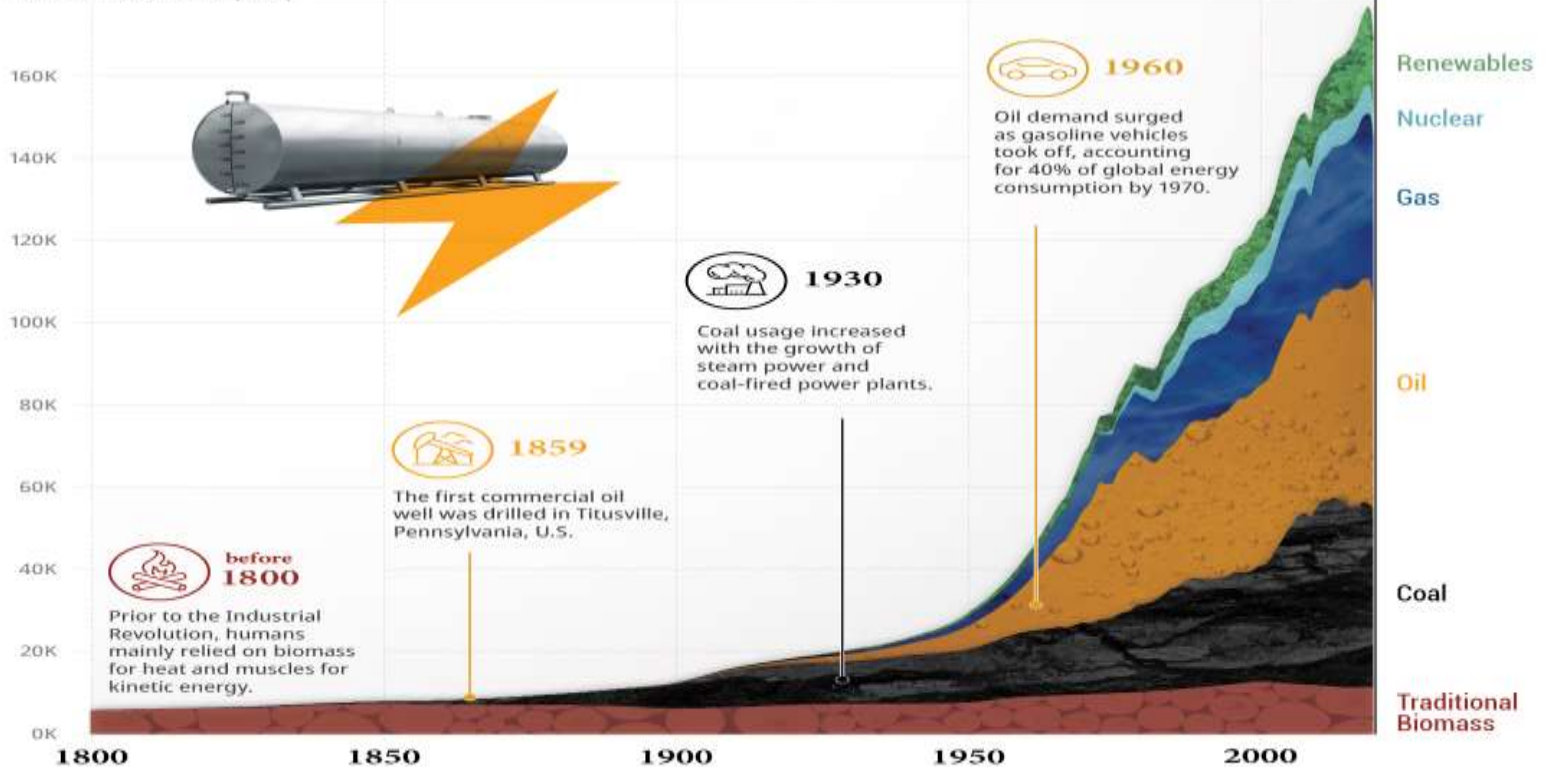 160K
140K
120K
100K
80K
60K
40K
20K
0K
1800
1850
1900
1950
2000
before
1800
Prior to the Industrial
Revolution, humans
mainly relied on biomass
for heat and muscles for
kinetic energy.
1859
The first commercial oil
well was drilled in Titusville,
Pennsylvania, U.S.
1930
Coal usage increased
with the growth of
steam power and
coal-fired power plants.
1960
Oil demand surged
as gasoline vehicles
took off, accounting
for 40% of global energy
consumption by 1970.
Renewables
Nuclear
Gas
Oil
Coal
Traditional
Biomass